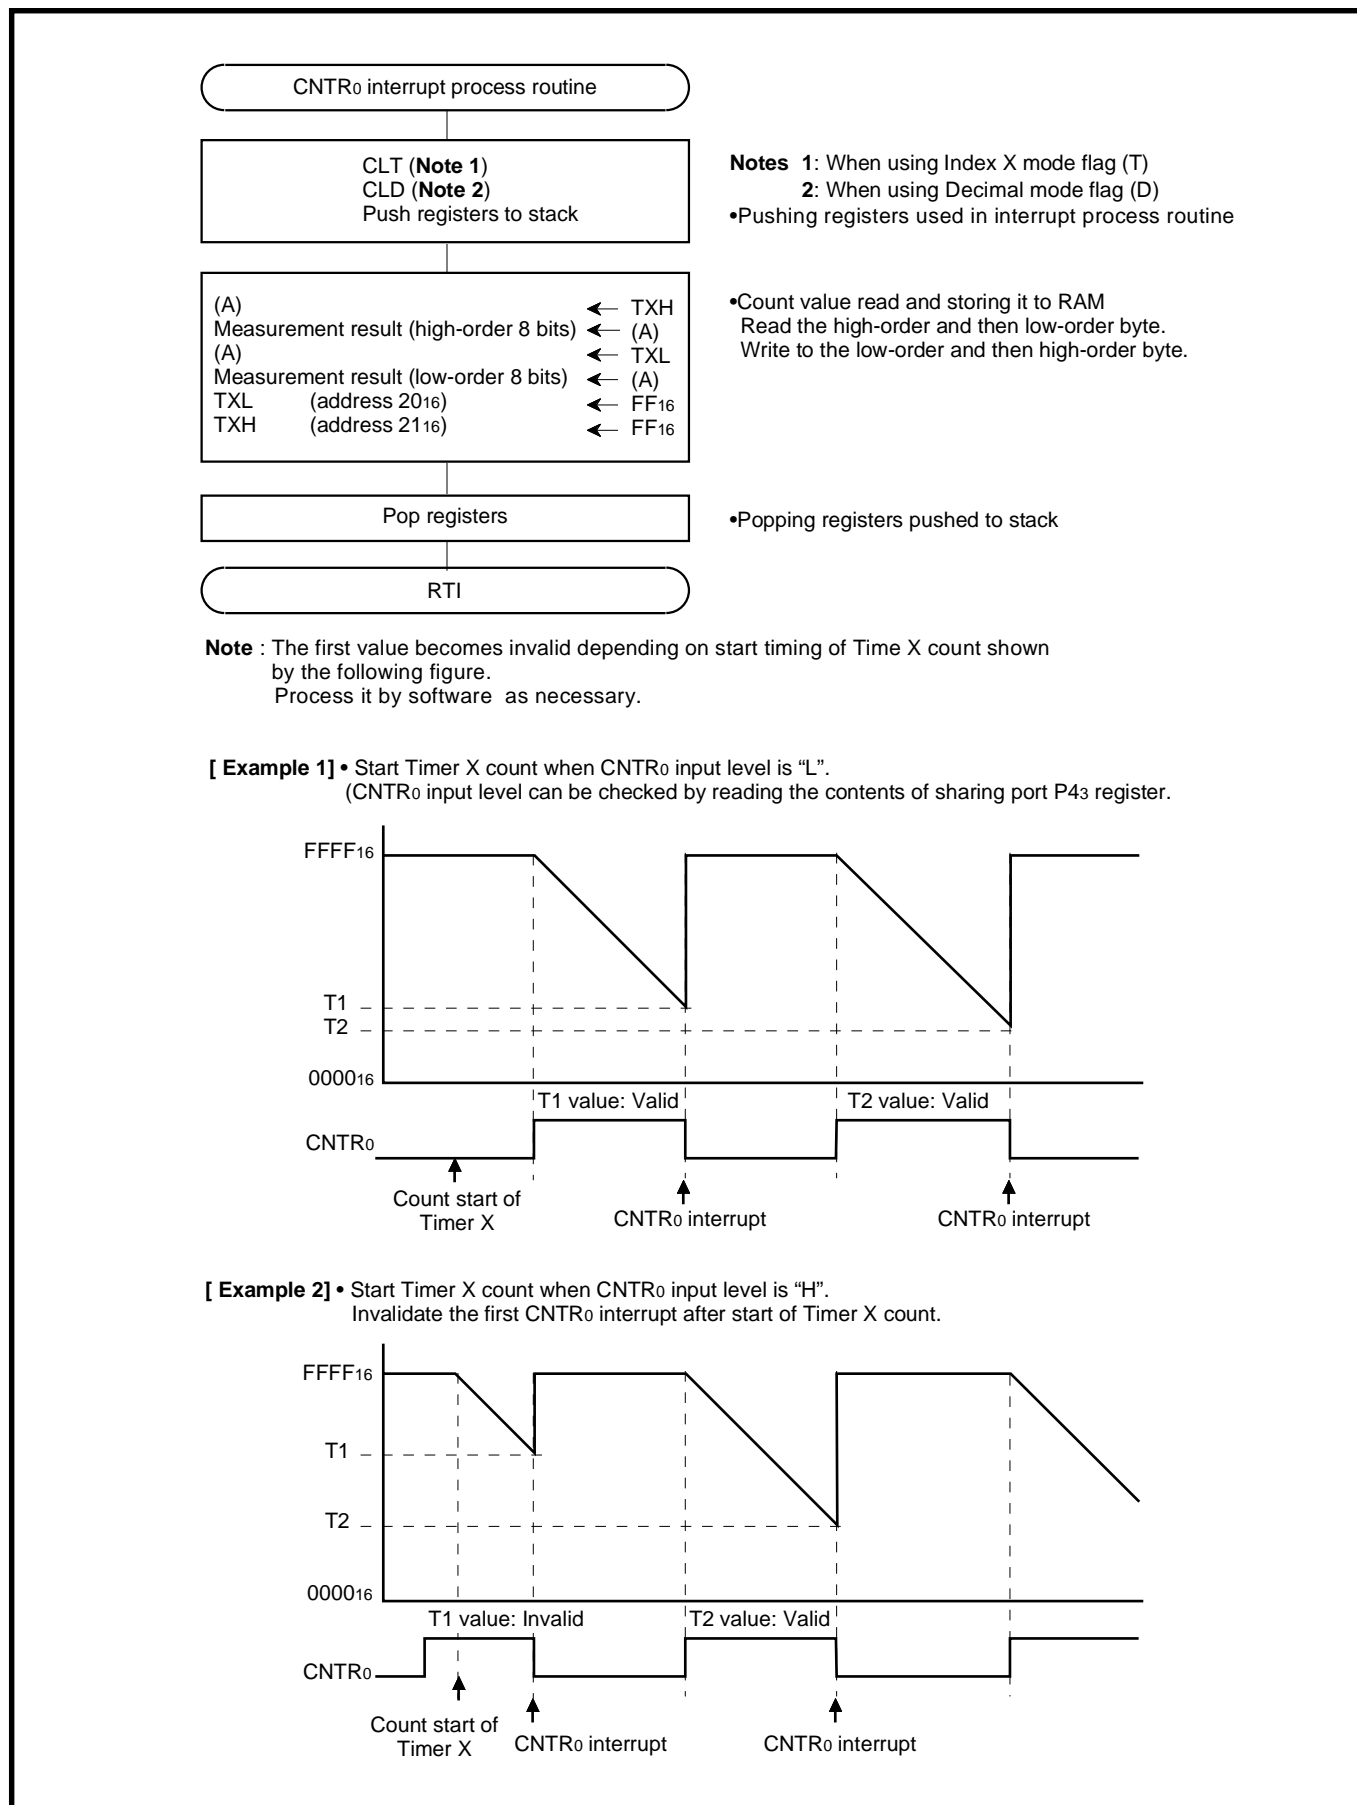 CNTR0 interrupt process routine
CLT (Note 1)
CLD (Note 2)
Push registers to stack
Notes 1: When using Index X mode flag (T)
2: When using Decimal mode flag (D)
•Pushing registers used in interrupt process routine
(A) ← TXH
Measurement result (high-order 8 bits) ← (A)
(A) ← TXL
Measurement result (low-order 8 bits) ← (A)
TXL (address 2016) ← FF16
TXH (address 2116) ← FF16
•Count value read and storing it to RAM
Read the high-order and then low-order byte.
Write to the low-order and then high-order byte.
Pop registers
•Popping registers pushed to stack
RTI
Note : The first value becomes invalid depending on start timing of Time X count shown
by the following figure.
Process it by software as necessary.
[ Example 1] • Start Timer X count when CNTR0 input level is “L”.
(CNTR0 input level can be checked by reading the contents of sharing port P43 register.
FFFF16
T1
T2
000016
T1 value: Valid T2 value: Valid
CNTR0
Count start of
Timer X
CNTR0 interrupt CNTR0 interrupt
[ Example 2] • Start Timer X count when CNTR0 input level is “H”.
Invalidate the first CNTR0 interrupt after start of Timer X count.
FFFF16
T1
T2
000016
T1 value: Invalid T2 value: Valid
CNTR0
Count start of
Timer X
CNTR0 interrupt CNTR0 interrupt